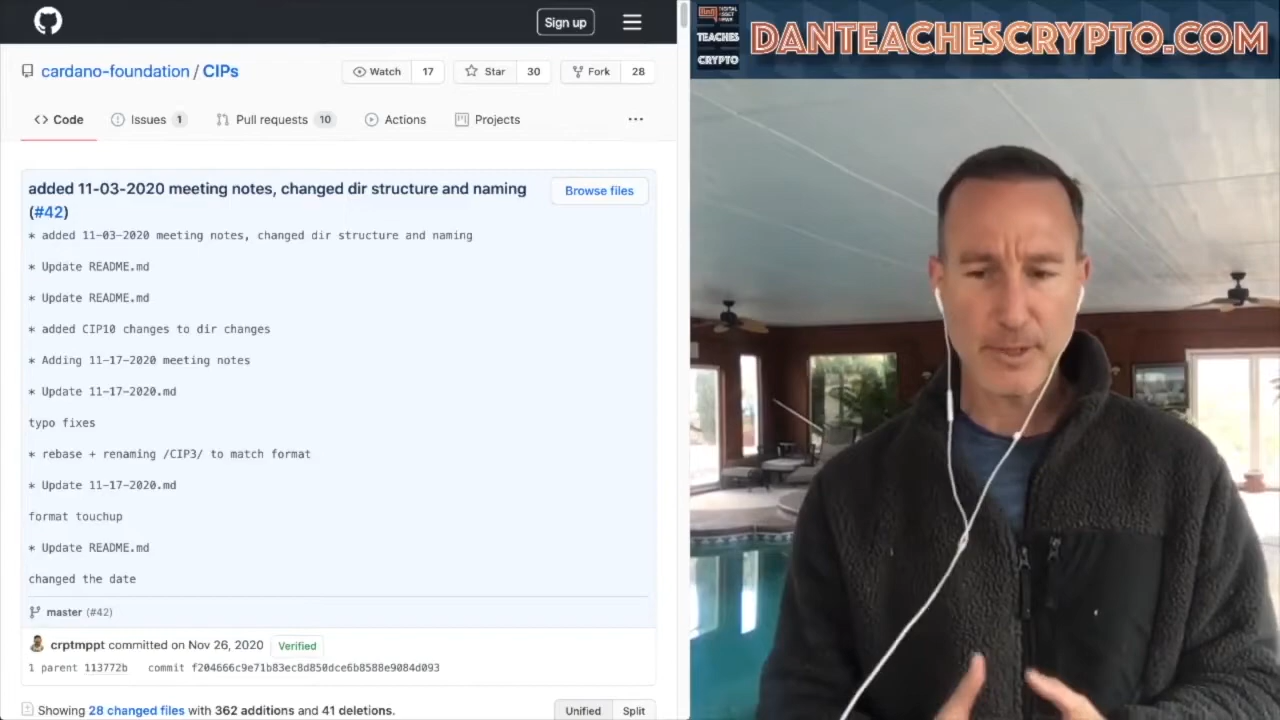 Sign up
cardano-foundation / CIPs
Watch 17
Star 30
Fork 28
<> Code
Issues 1
Pull requests 10
Actions
Projects
added 11-03-2020 meeting notes, changed dir structure and naming
(#42)
Browse files
* added 11-03-2020 meeting notes, changed dir structure and naming
* Update README.md
* Update README.md
* added CIP10 changes to dir changes
* Adding 11-17-2020 meeting notes
* Update 11-17-2020.md
typo fixes
* rebase + renaming /CIP3/ to match format
* Update 11-17-2020.md
format touchup
* Update README.md
changed the date
master (#42)
crptmppt committed on Nov 26, 2020 Verified
1 parent 113772b commit f204666c9e71b83ec8d850dce6b8588e9084d093
Showing 28 changed files with 362 additions and 41 deletions.
Unified Split
TEACHES
CRYPTO
DANTEACHESCRYPTO.COM